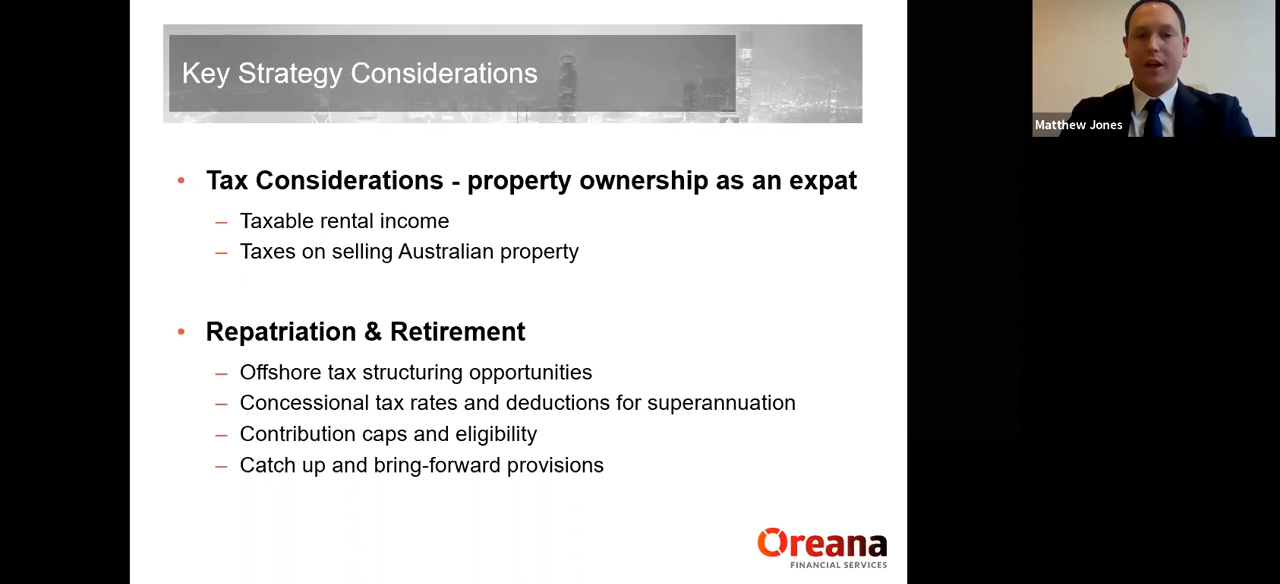 Key Strategy Considerations
Matthew Jones
• Tax Considerations - property ownership as an expat
– Taxable rental income
– Taxes on selling Australian property
• Repatriation & Retirement
– Offshore tax structuring opportunities
– Concessional tax rates and deductions for superannuation
– Contribution caps and eligibility
– Catch up and bring-forward provisions
Oreana
FINANCIAL SERVICES